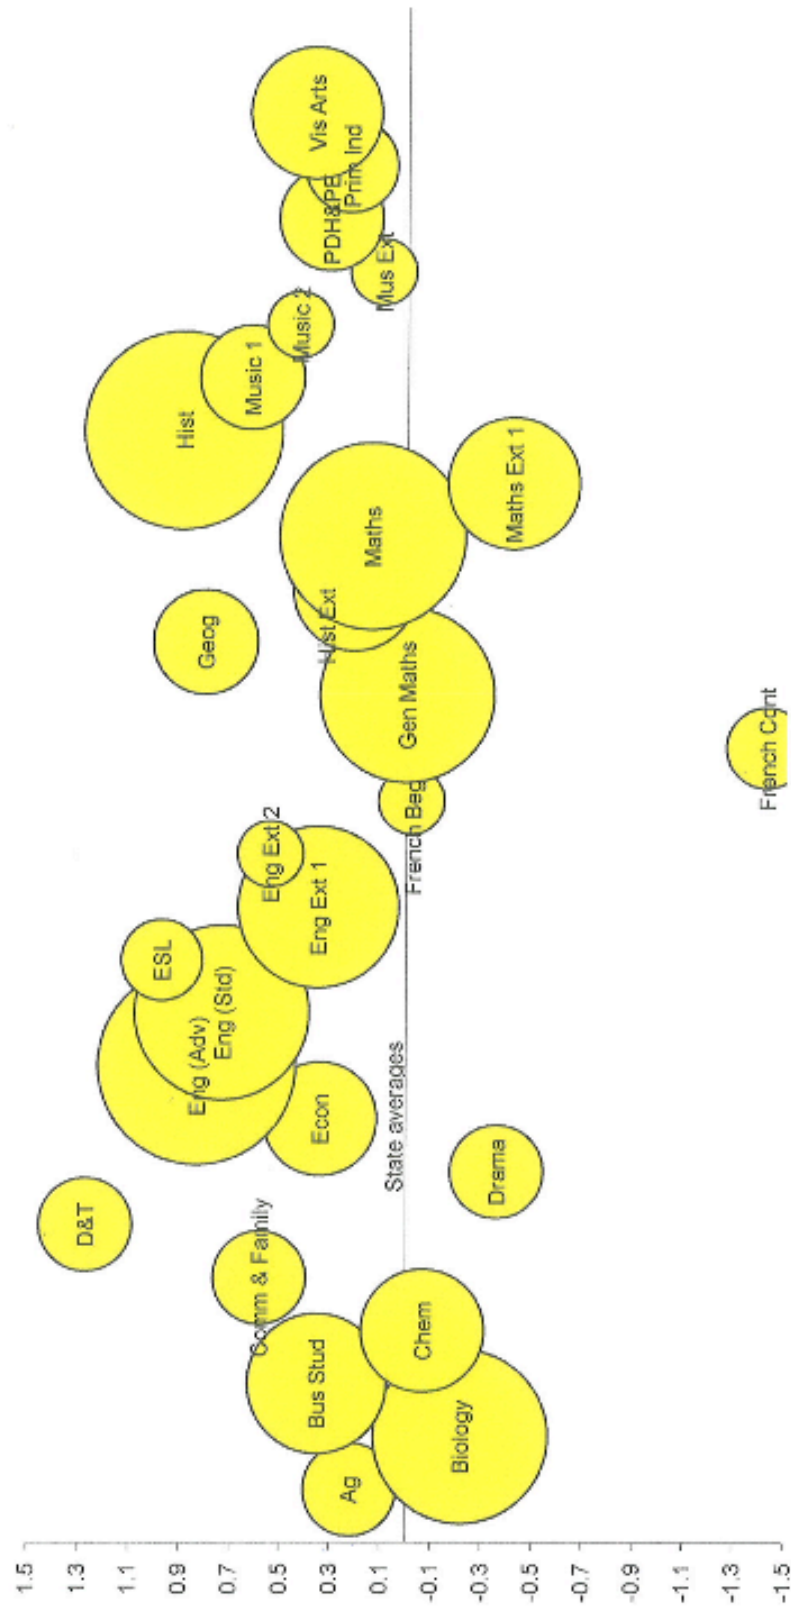 1.5
1.3
1.1
0.9
0.7
0.5
0.3
0.1
-0.1
-0.3
-0.5
-0.7
-0.9
-1.1
-1.3
-1.5
Ag
Biology
Bus Stud
Chem
Comm & Family
D&T
Drama
Econ
Eng (Adv)
Eng (Std)
ESL
Eng Ext 1
Eng Ext 2
French Beg
French Cont
Gen Maths
Geog
Hist Ext
Maths
Maths Ext 1
Hist
Music 1
Music 2
Mus Ext
PDH&PE
Prim Ind
Vis Arts
State averages